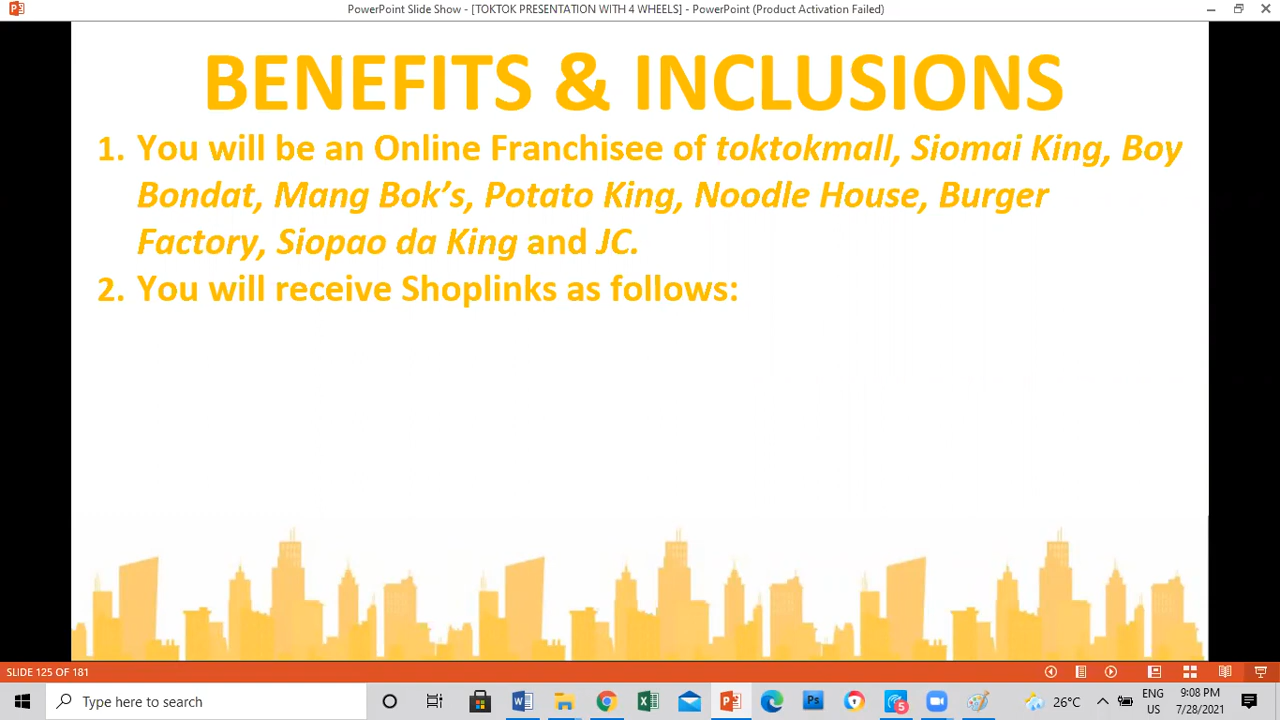 PowerPoint Slide Show - [TOKTOK PRESENTATION WITH 4 WHEELS] - PowerPoint (Product Activation Failed)
BENEFITS & INCLUSIONS
1. You will be an Online Franchisee of toktokmall, Siomai King, Boy
Bondat, Mang Bok’s, Potato King, Noodle House, Burger
Factory, Siopao da King and JC.
2. You will receive Shoplinks as follows:
SLIDE 125 OF 181
Type here to search
5
26°C
ENG
US
9:08 PM
7/28/2021